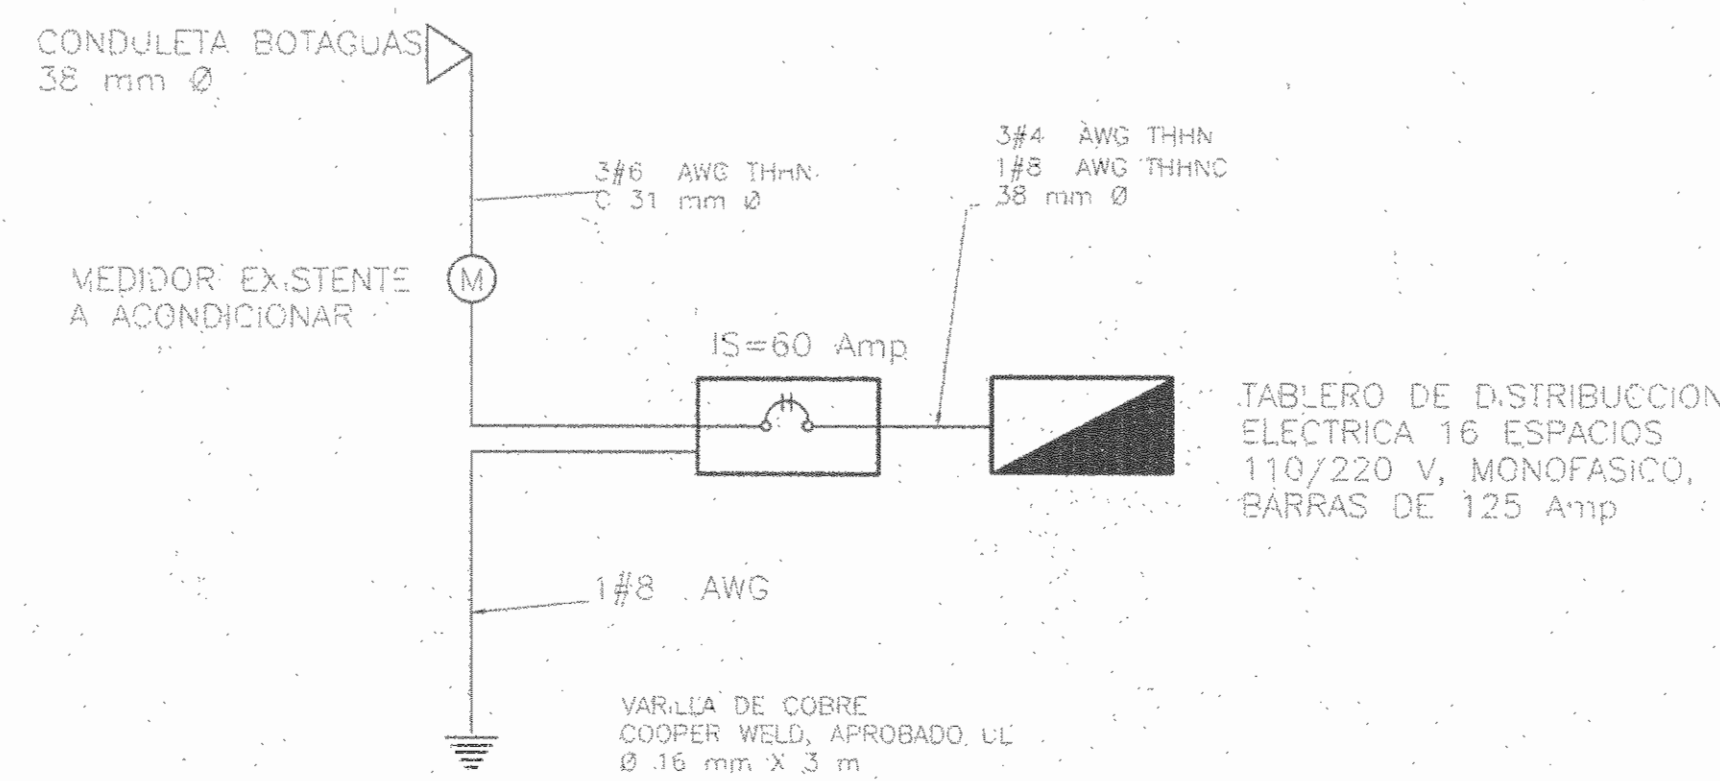 CONDULETA BOTAGUAS
38 mm Ø
3#6 AWG THHN
C 31 mm Ø
3#4 AWG THHN
1#8 AWG THHNC
38 mm Ø
MEDIDOR EXISTENTE
A ACONDICIONAR
M
IS=60 Amp
TABLERO DE DISTRIBUCCION
ELECTRICA 16 ESPACIOS
110/220 V, MONOFASICO,
BARRAS DE 125 Amp
1#8 AWG
VARILLA DE COBRE
COOPER WELD, APROBADO UL
Ø 16 mm X 3 m